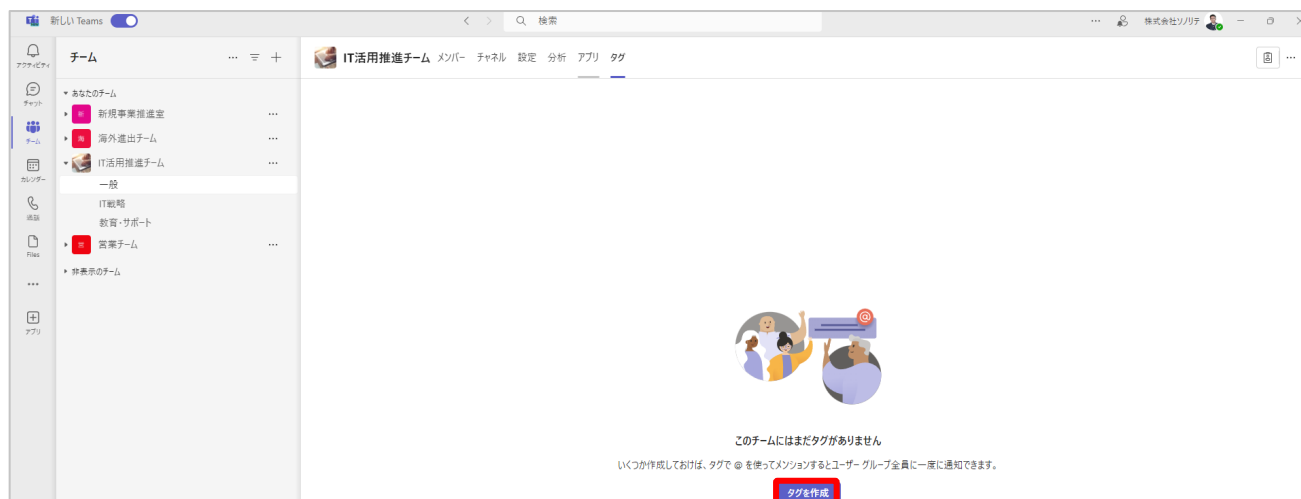 新しい Teams
検索
株式会社ソノリテ
アクティビティ
チャット
チーム
カレンダー
通話
Files
アプリ
チーム
あなたのチーム
新 新規事業推進室
海 海外進出チーム
IT活用推進チーム
一般
IT戦略
教育・サポート
営 営業チーム
非表示のチーム
IT活用推進チーム メンバー チャネル 設定 分析 アプリ タグ
このチームにはまだタグがありません
いくつか作成しておけば、タグで @ を使ってメンションするとユーザー グループ全員に一度に通知できます。
タグを作成